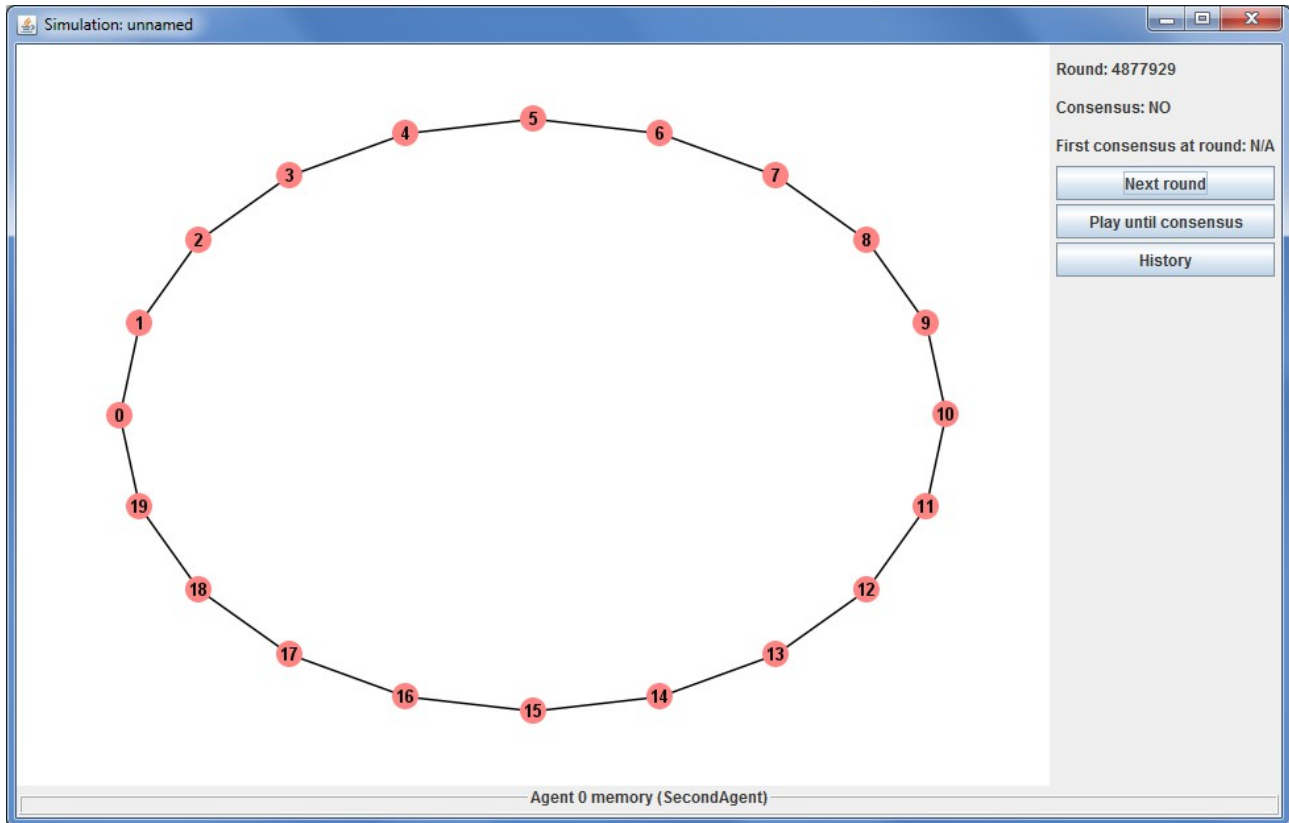 Simulation: unnamed
Round: 4877929
Consensus: NO
First consensus at round: N/A
Next round
Play until consensus
History
5
4
6
3
7
2
8
1
9
0
10
19
11
18
12
17
13
16
14
15
Agent 0 memory (SecondAgent)